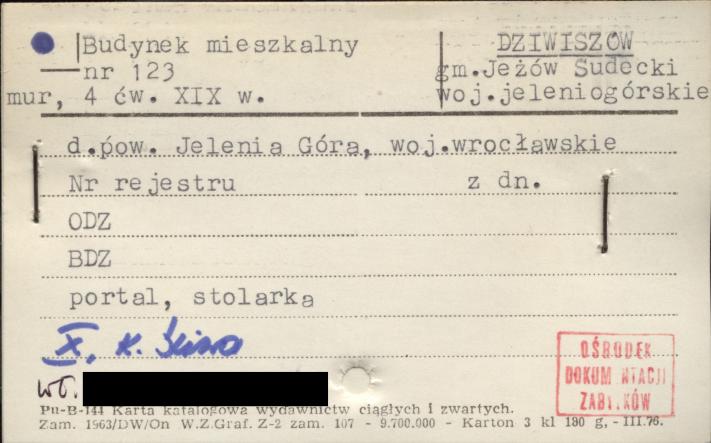 Budynek mieszkalny
nr 123
mur, 4 ćw. XIX w.
DZIWISZÓW
gm.Jeżów Sudecki
woj.jeleniogórskie
d.pow. Jelenia Góra, woj.wrocławskie
Nr rejestru z dn.
ODZ
BDZ
portal, stolarka
X, K.
wł.
OŚRODEK
DOKUMENTACJI
ZABYTKÓW
Pu-B-144 Karta katalogowa wydawnictw ciągłych i zwartych.
Zam. 1963/DW/On W.Z.Graf. Z-2 zam. 107 - 9.700.000 - Karton 3 kl 180 g, - III.76.